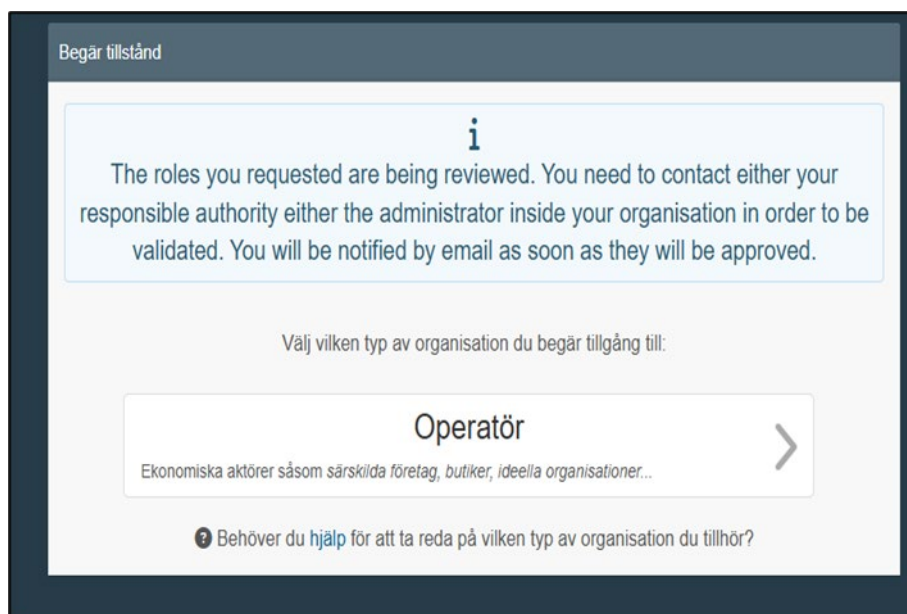 Begär tillstånd
i
The roles you requested are being reviewed. You need to contact either your
responsible authority either the administrator inside your organisation in order to be
validated. You will be notified by email as soon as they will be approved.
Välj vilken typ av organisation du begär tillgång till:
Operatör
Ekonomiska aktörer såsom särskilda företag, butiker, ideella organisationer...
? Behöver du hjälp för att ta reda på vilken typ av organisation du tillhör?